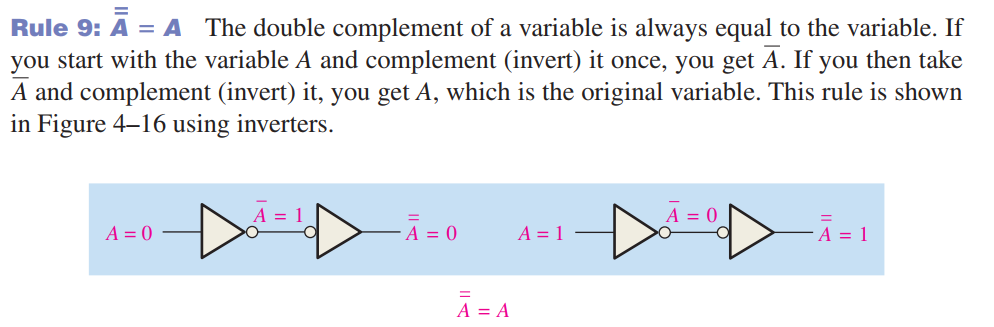 Rule 9: A̿ = A The double complement of a variable is always equal to the variable. If
you start with the variable A and complement (invert) it once, you get A̅. If you then take
A̅ and complement (invert) it, you get A, which is the original variable. This rule is shown
in Figure 4–16 using inverters.
A = 0 A̅ = 1 A̿ = 0 A = 1 A̅ = 0 A̿ = 1
A̿ = A